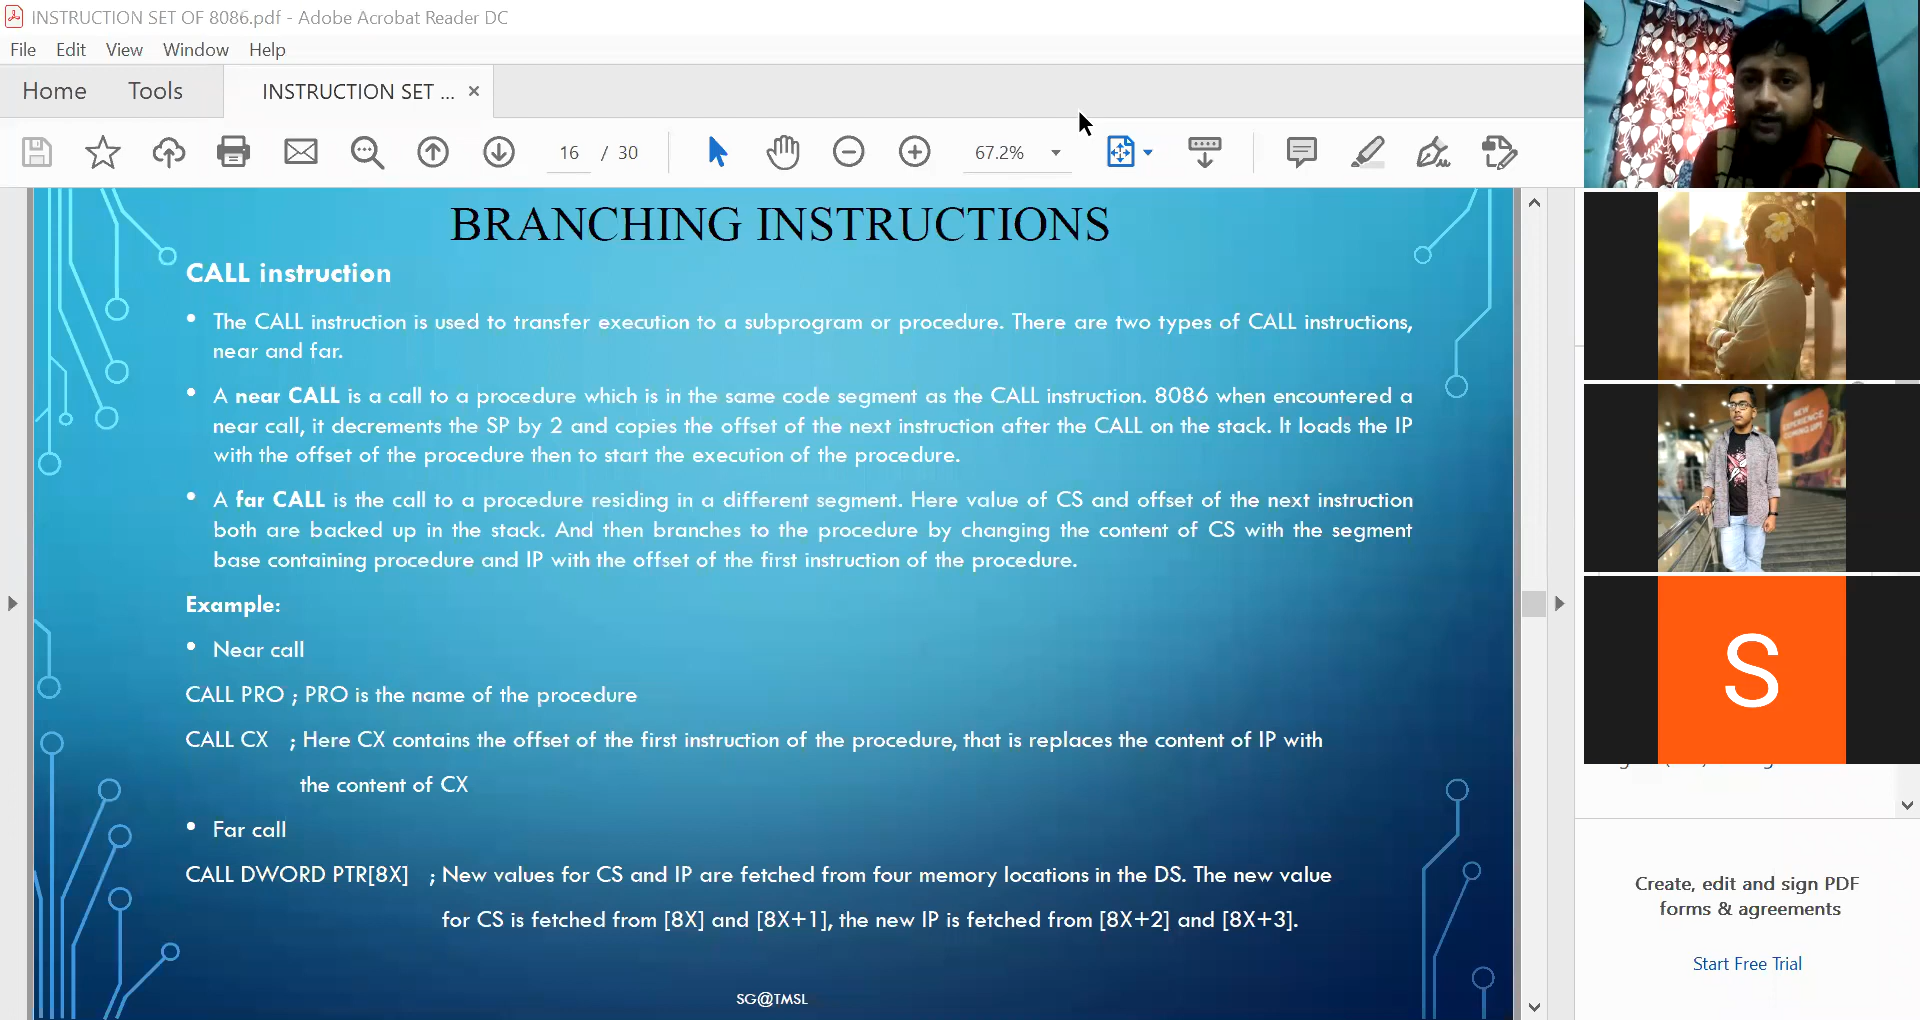 INSTRUCTION SET OF 8086.pdf - Adobe Acrobat Reader DC
File Edit View Window Help
Home Tools INSTRUCTION SET ... ×
16 / 30 67.2%
BRANCHING INSTRUCTIONS
CALL instruction
• The CALL instruction is used to transfer execution to a subprogram or procedure. There are two types of CALL instructions,
near and far.
• A near CALL is a call to a procedure which is in the same code segment as the CALL instruction. 8086 when encountered a
near call, it decrements the SP by 2 and copies the offset of the next instruction after the CALL on the stack. It loads the IP
with the offset of the procedure then to start the execution of the procedure.
• A far CALL is the call to a procedure residing in a different segment. Here value of CS and offset of the next instruction
both are backed up in the stack. And then branches to the procedure by changing the content of CS with the segment
base containing procedure and IP with the offset of the first instruction of the procedure.
Example:
• Near call
CALL PRO ; PRO is the name of the procedure
CALL CX ; Here CX contains the offset of the first instruction of the procedure, that is replaces the content of IP with
the content of CX
• Far call
CALL DWORD PTR[8X] ; New values for CS and IP are fetched from four memory locations in the DS. The new value
for CS is fetched from [8X] and [8X+1], the new IP is fetched from [8X+2] and [8X+3].
SG@TMSL
NEW
EXPERIENCE
COMING UP!
S
Create, edit and sign PDF
forms & agreements
Start Free Trial